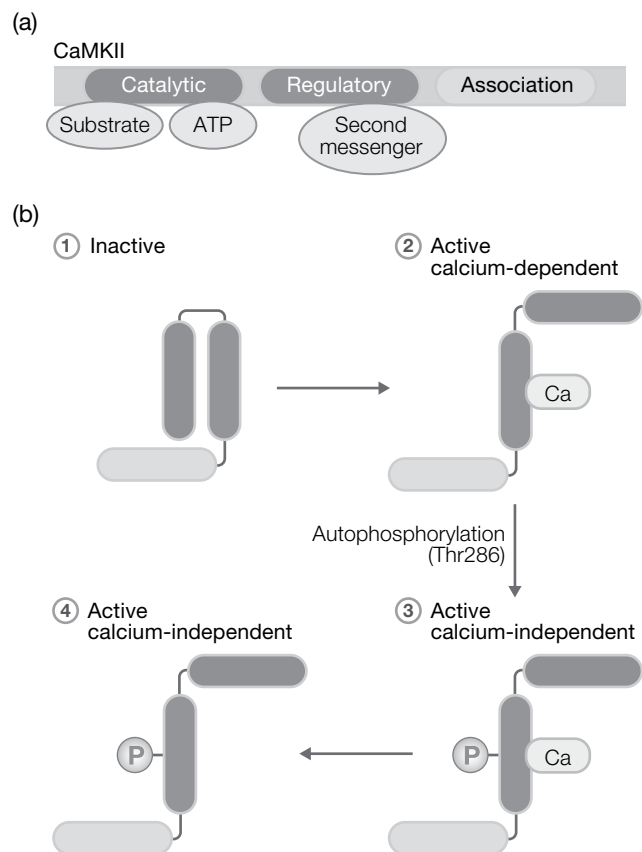 (a)
CaMKII
Catalytic Regulatory Association
Substrate ATP Second
messenger
(b)
1 Inactive
2 Active
calcium-dependent
Ca
Autophosphorylation
(Thr286)
4 Active
calcium-independent
3 Active
calcium-independent
P
P
Ca